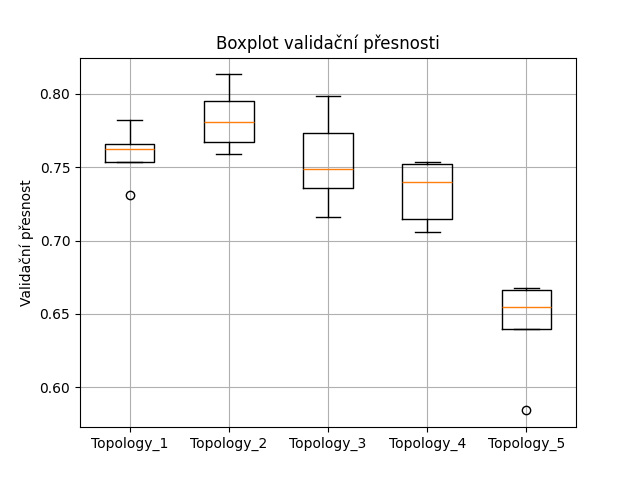 Boxplot validační přesnosti
Validační přesnost
0.80
0.75
0.70
0.65
0.60
Topology_1 Topology_2 Topology_3 Topology_4 Topology_5